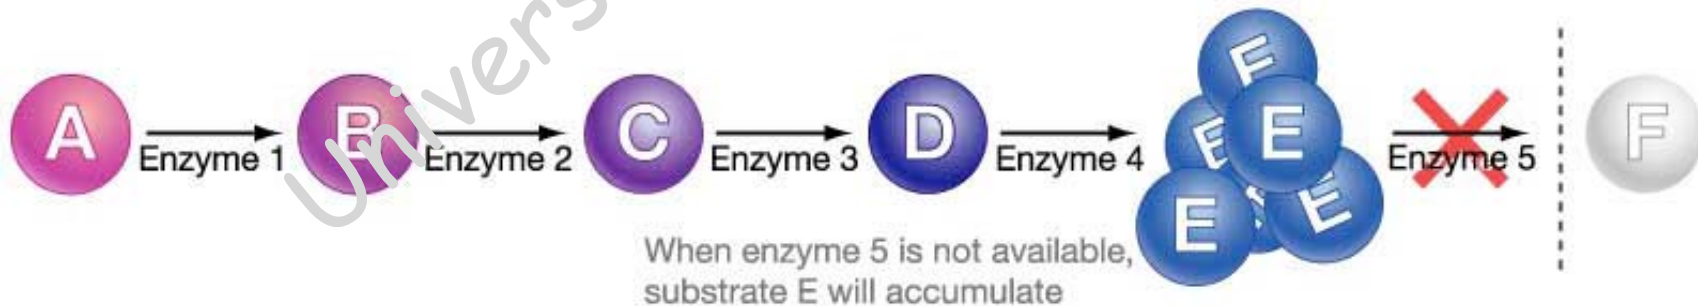 Univers
A
B
C
D
E
E
E
E
E
F
Enzyme 1
Enzyme 2
Enzyme 3
Enzyme 4
Enzyme 5
When enzyme 5 is not available,
substrate E will accumulate